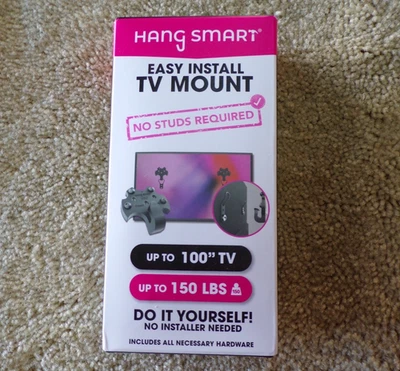 HANG SMART®
EASY INSTALL
TV MOUNT
NO STUDS REQUIRED
UP TO 100” TV
UP TO 150 LBS
DO IT YOURSELF!
NO INSTALLER NEEDED
INCLUDES ALL NECESSARY HARDWARE